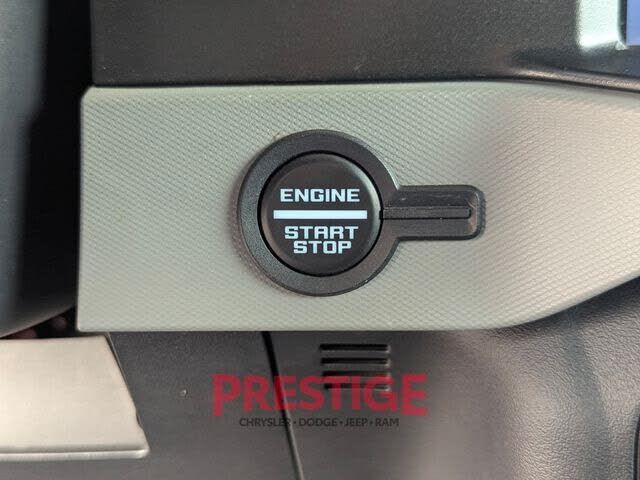 ENGINE
START
STOP
PRESTIGE
CHRYSLER • DODGE • JEEP • RAM